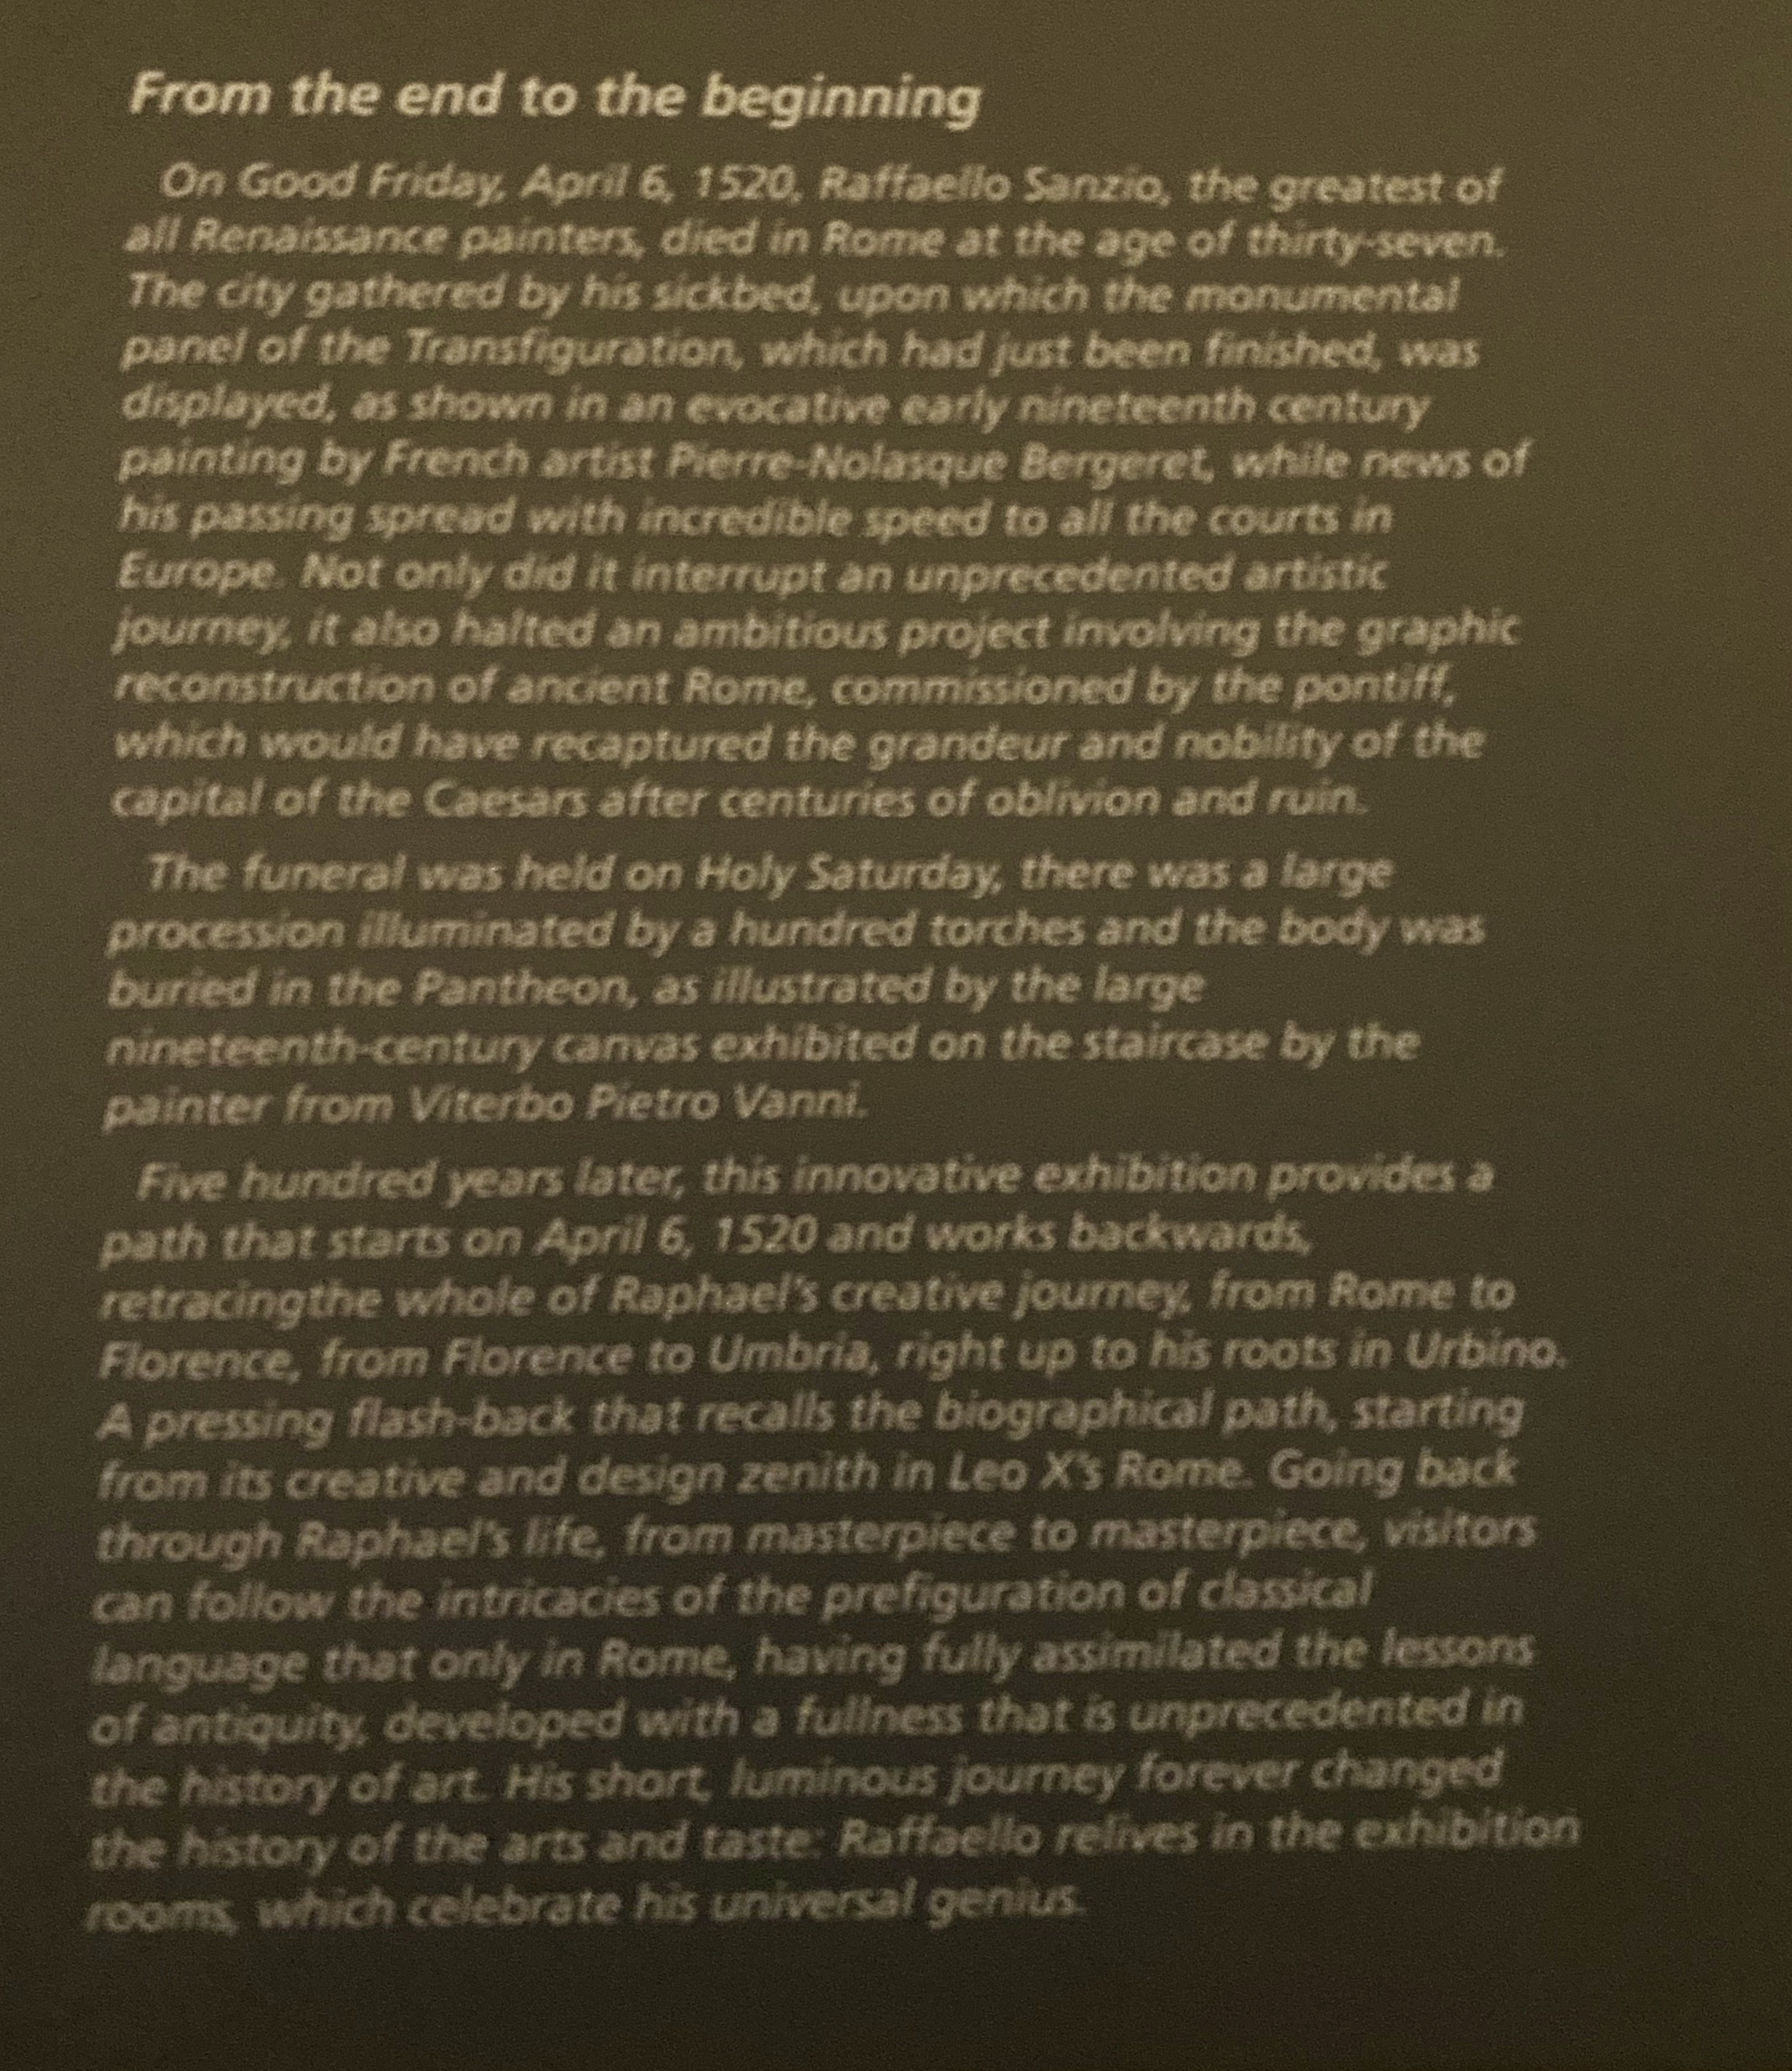 From the end to the beginning
On Good Friday, April 6, 1520, Raffaello Sanzio, the greatest of
all Renaissance painters, died in Rome at the age of thirty-seven.
The city gathered by his sickbed, upon which the monumental
panel of the Transfiguration, which had just been finished, was
displayed, as shown in an evocative early nineteenth century
painting by French artist Pierre-Nolasque Bergeret, while news of
his passing spread with incredible speed to all the courts in
Europe. Not only did it interrupt an unprecedented artistic
journey, it also halted an ambitious project involving the graphic
reconstruction of ancient Rome, commissioned by the pontiff,
which would have recaptured the grandeur and nobility of the
capital of the Caesars after centuries of oblivion and ruin.
The funeral was held on Holy Saturday, there was a large
procession illuminated by a hundred torches and the body was
buried in the Pantheon, as illustrated by the large
nineteenth-century canvas exhibited on the staircase by the
painter from Viterbo Pietro Vanni.
Five hundred years later, this innovative exhibition provides a
path that starts on April 6, 1520 and works backwards,
retracingthe whole of Raphael's creative journey, from Rome to
Florence, from Florence to Umbria, right up to his roots in Urbino.
A pressing flash-back that recalls the biographical path, starting
from its creative and design zenith in Leo X's Rome. Going back
through Raphael's life, from masterpiece to masterpiece, visitors
can follow the intricacies of the prefiguration of classical
language that only in Rome, having fully assimilated the lessons
of antiquity, developed with a fullness that is unprecedented in
the history of art. His short, luminous journey forever changed
the history of the arts and taste: Raffaello relives in the exhibition
rooms, which celebrate his universal genius.